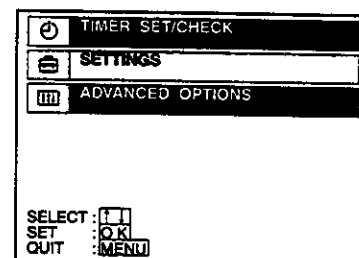 TIMER SET/CHECK
SETTINGS
ADVANCED OPTIONS
SELECT : ↑↓
SET : OK
QUIT : MENU